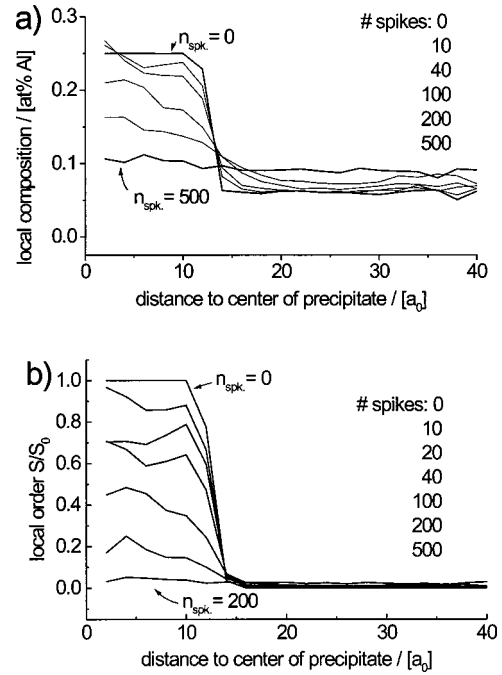 a)
n_spk. = 0
# spikes: 0
10
40
100
200
500
n_spk. = 500
0.3
0.2
0.1
0.0
local composition / [at% Al]
0 10 20 30 40
distance to center of precipitate / [a_0]
b)
n_spk. = 0
# spikes: 0
10
20
40
100
200
500
n_spk. = 200
1.0
0.8
0.6
0.4
0.2
0.0
local order S/S_0
0 10 20 30 40
distance to center of precipitate / [a_0]